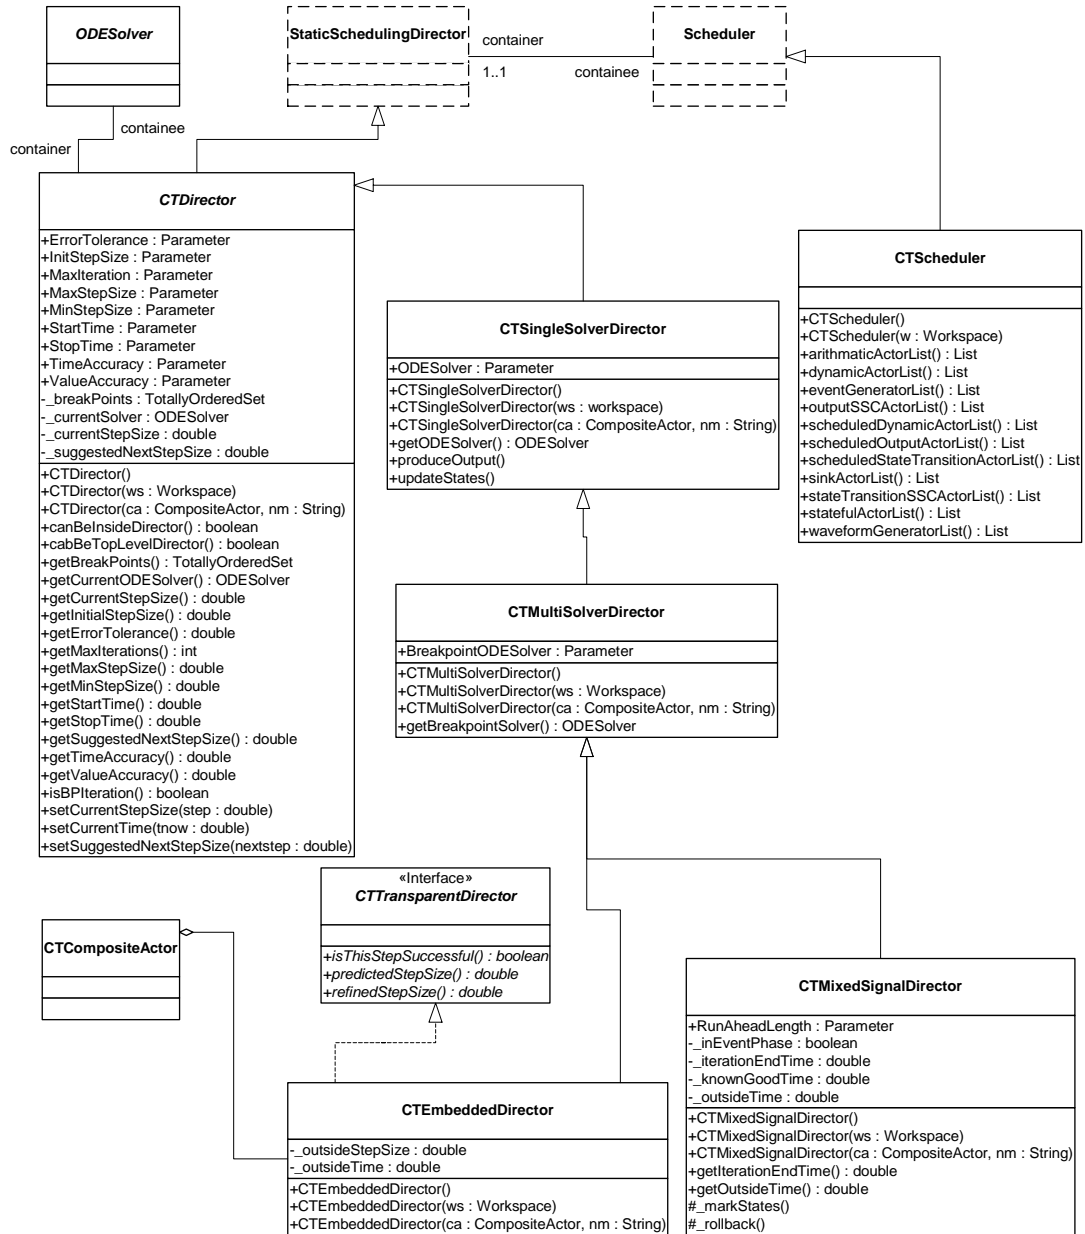 ODESolver
StaticSchedulingDirector
Scheduler
container
1..1
containee
containee
container
CTDirector
+ErrorTolerance : Parameter
+InitStepSize : Parameter
+MaxIteration : Parameter
+MaxStepSize : Parameter
+MinStepSize : Parameter
+StartTime : Parameter
+StopTime : Parameter
+TimeAccuracy : Parameter
+ValueAccuracy : Parameter
-_breakPoints : TotallyOrderedSet
-_currentSolver : ODESolver
-_currentStepSize : double
-_suggestedNextStepSize : double
+CTDirector()
+CTDirector(ws : Workspace)
+CTDirector(ca : CompositeActor, nm : String)
+canBeInsideDirector() : boolean
+cabBeTopLevelDirector() : boolean
+getBreakPoints() : TotallyOrderedSet
+getCurrentODESolver() : ODESolver
+getCurrentStepSize() : double
+getInitialStepSize() : double
+getErrorTolerance() : double
+getMaxIterations() : int
+getMaxStepSize() : double
+getMinStepSize() : double
+getStartTime() : double
+getStopTime() : double
+getSuggestedNextStepSize() : double
+getTimeAccuracy() : double
+getValueAccuracy() : double
+isBPIteration() : boolean
+setCurrentStepSize(step : double)
+setCurrentTime(tnow : double)
+setSuggestedNextStepSize(nextstep : double)
CTSingleSolverDirector
+ODESolver : Parameter
+CTSingleSolverDirector()
+CTSingleSolverDirector(ws : workspace)
+CTSingleSolverDirector(ca : CompositeActor, nm : String)
+getODESolver() : ODESolver
+produceOutput()
+updateStates()
CTScheduler
+CTScheduler()
+CTScheduler(w : Workspace)
+arithmaticActorList() : List
+dynamicActorList() : List
+eventGeneratorList() : List
+outputSSCActorList() : List
+scheduledDynamicActorList() : List
+scheduledOutputActorList() : List
+scheduledStateTransitionActorList() : List
+sinkActorList() : List
+stateTransitionSSCActorList() : List
+statefulActorList() : List
+waveformGeneratorList() : List
CTMultiSolverDirector
+BreakpointODESolver : Parameter
+CTMultiSolverDirector()
+CTMultiSolverDirector(ws : Workspace)
+CTMultiSolverDirector(ca : CompositeActor, nm : String)
+getBreakpointSolver() : ODESolver
«Interface»
CTTransparentDirector
+isThisStepSuccessful() : boolean
+predictedStepSize() : double
+refinedStepSize() : double
CTCompositeActor
CTEmbeddedDirector
-_outsideStepSize : double
-_outsideTime : double
+CTEmbeddedDirector()
+CTEmbeddedDirector(ws : Workspace)
+CTEmbeddedDirector(ca : CompositeActor, nm : String)
CTMixedSignalDirector
+RunAheadLength : Parameter
-_inEventPhase : boolean
-_iterationEndTime : double
-_knownGoodTime : double
-_outsideTime : double
+CTMixedSignalDirector()
+CTMixedSignalDirector(ws : Workspace)
+CTMixedSignalDirector(ca : CompositeActor, nm : String)
+getIterationEndTime() : double
+getOutsideTime() : double
#_markStates()
#_rollback()